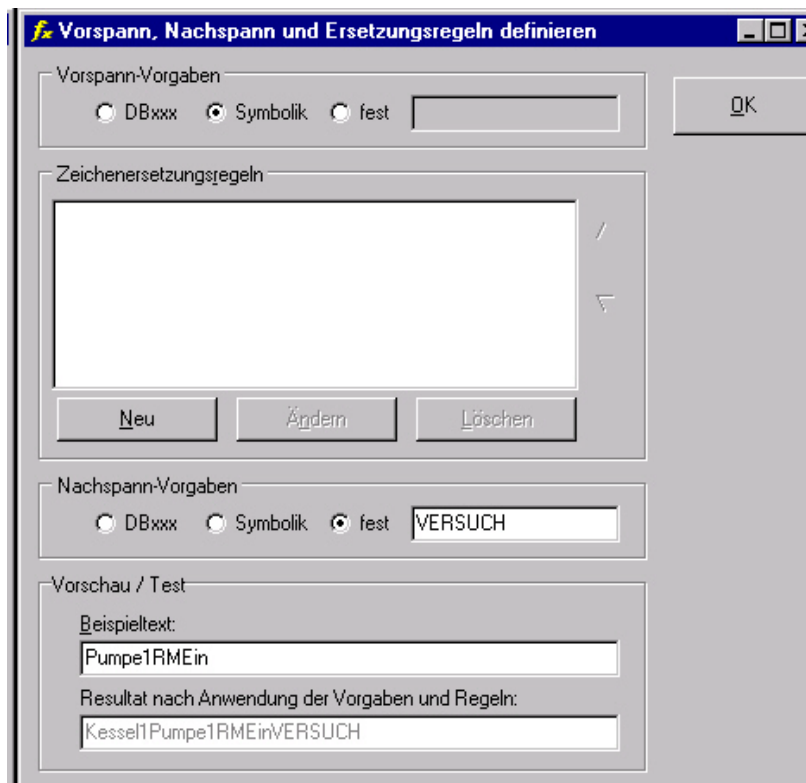 Vorspann, Nachspann und Ersetzungsregeln definieren
Vorspann-Vorgaben
DBxxx Symbolik fest
OK
Zeichenersetzungsregeln
Neu Ändern Löschen
Nachspann-Vorgaben
DBxxx Symbolik fest VERSUCH
Vorschau / Test
Beispieltext:
Pumpe1RMEin
Resultat nach Anwendung der Vorgaben und Regeln:
Kessel1Pumpe1RMEinVERSUCH